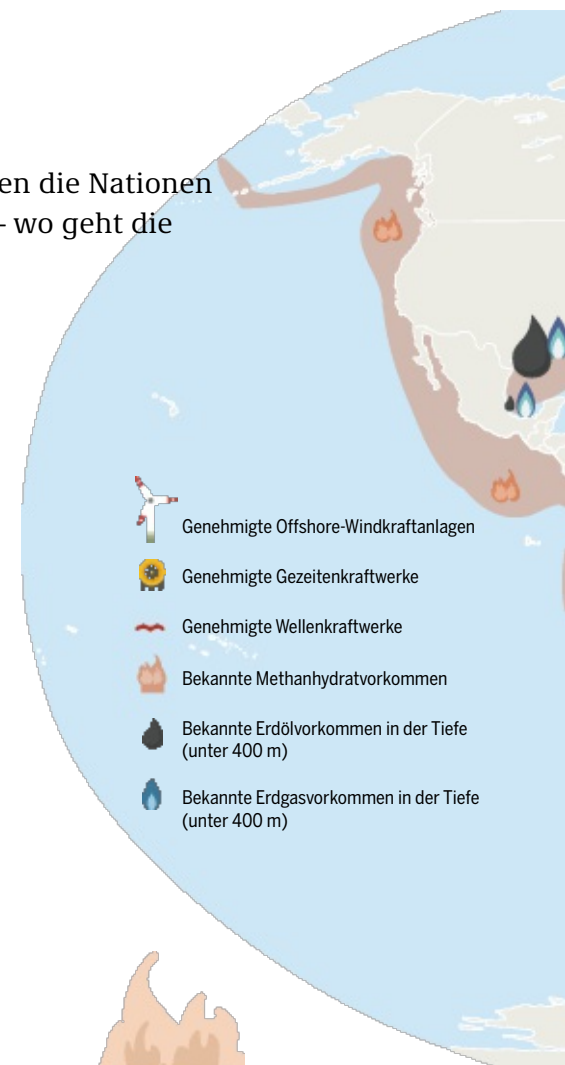 en die Nationen
– wo geht die
Genehmigte Offshore-Windkraftanlagen
Genehmigte Gezeitenkraftwerke
Genehmigte Wellenkraftwerke
Bekannte Methanhydratvorkommen
Bekannte Erdölvorkommen in der Tiefe
(unter 400 m)
Bekannte Erdgasvorkommen in der Tiefe
(unter 400 m)